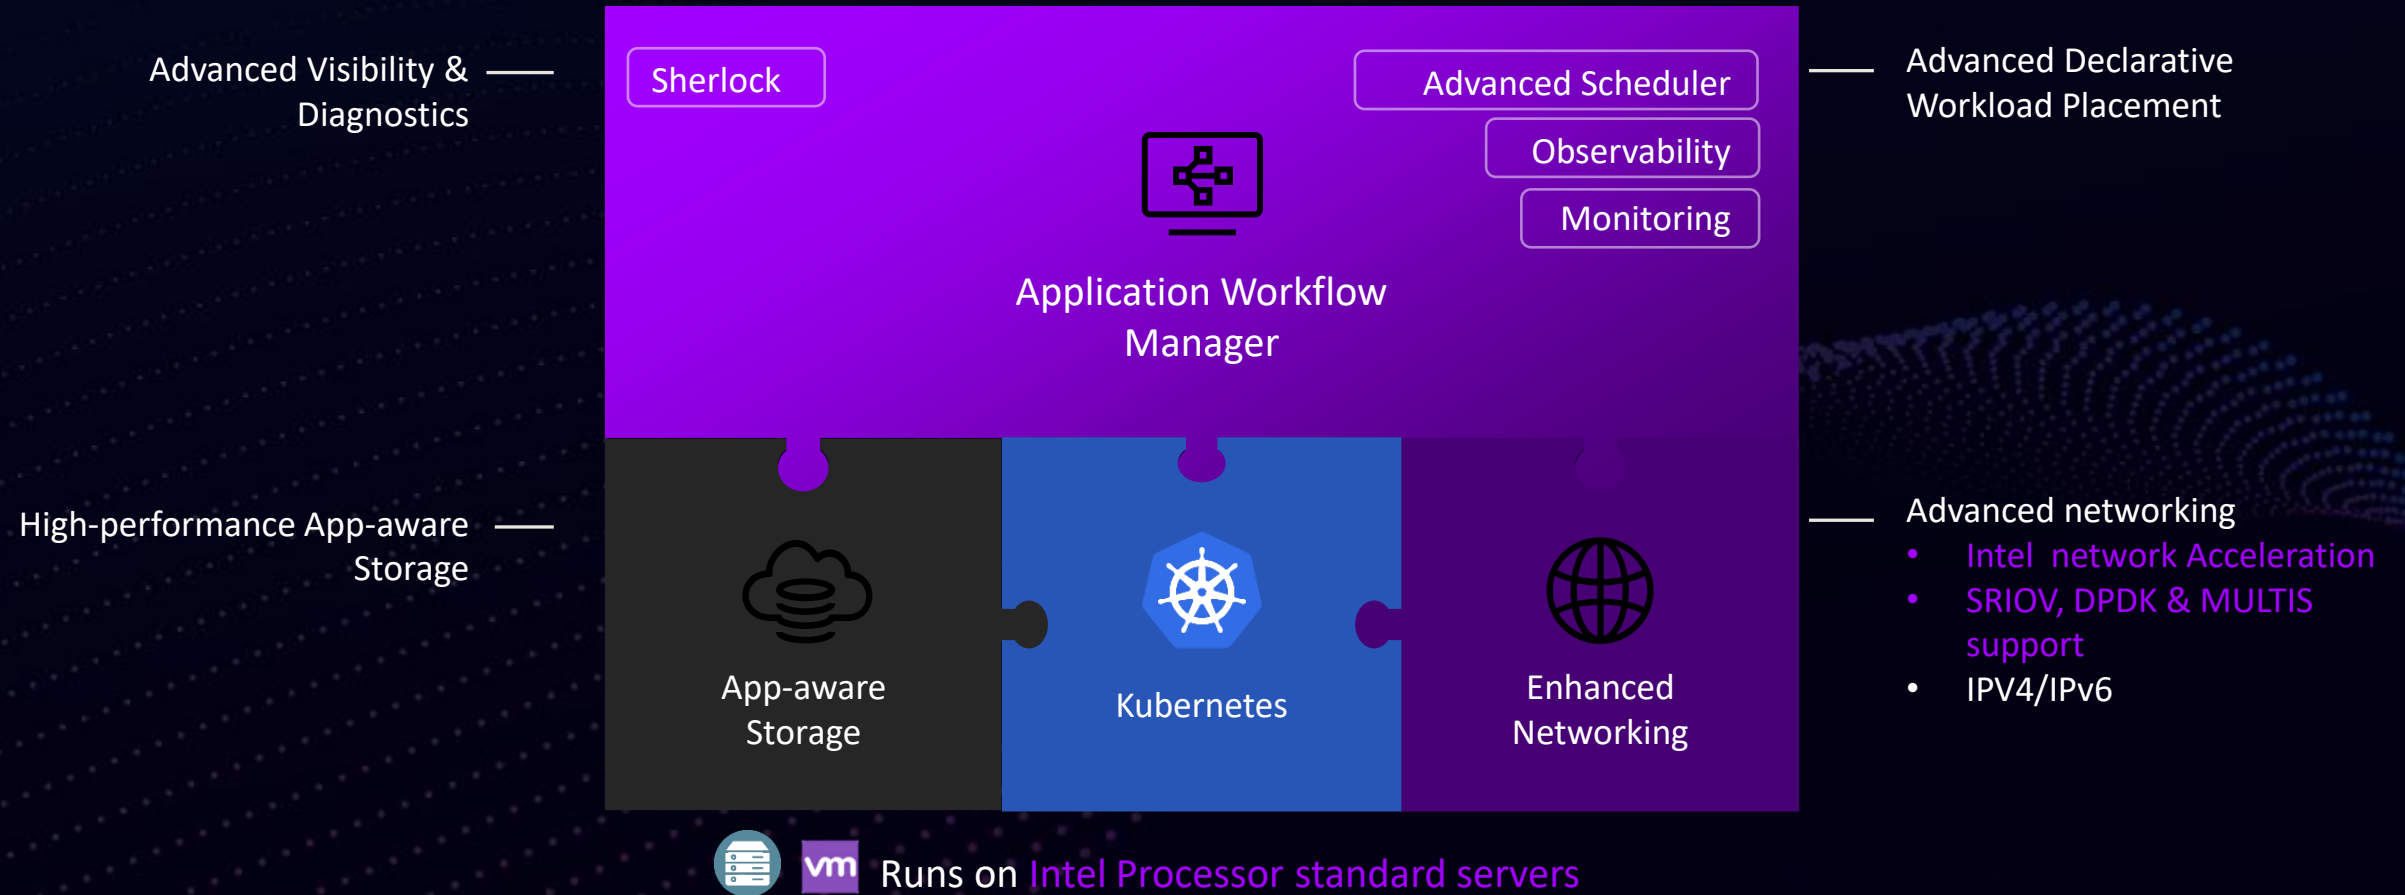 Advanced Visibility &
Diagnostics
Sherlock
Advanced Scheduler
Observability
Monitoring
Advanced Declarative
Workload Placement
Application Workflow
Manager
High-performance App-aware
Storage
App-aware
Storage
Kubernetes
Enhanced
Networking
Advanced networking
• Intel network Acceleration
• SRIOV, DPDK & MULTIS
support
• IPV4/IPv6
vm
Runs on Intel Processor standard servers